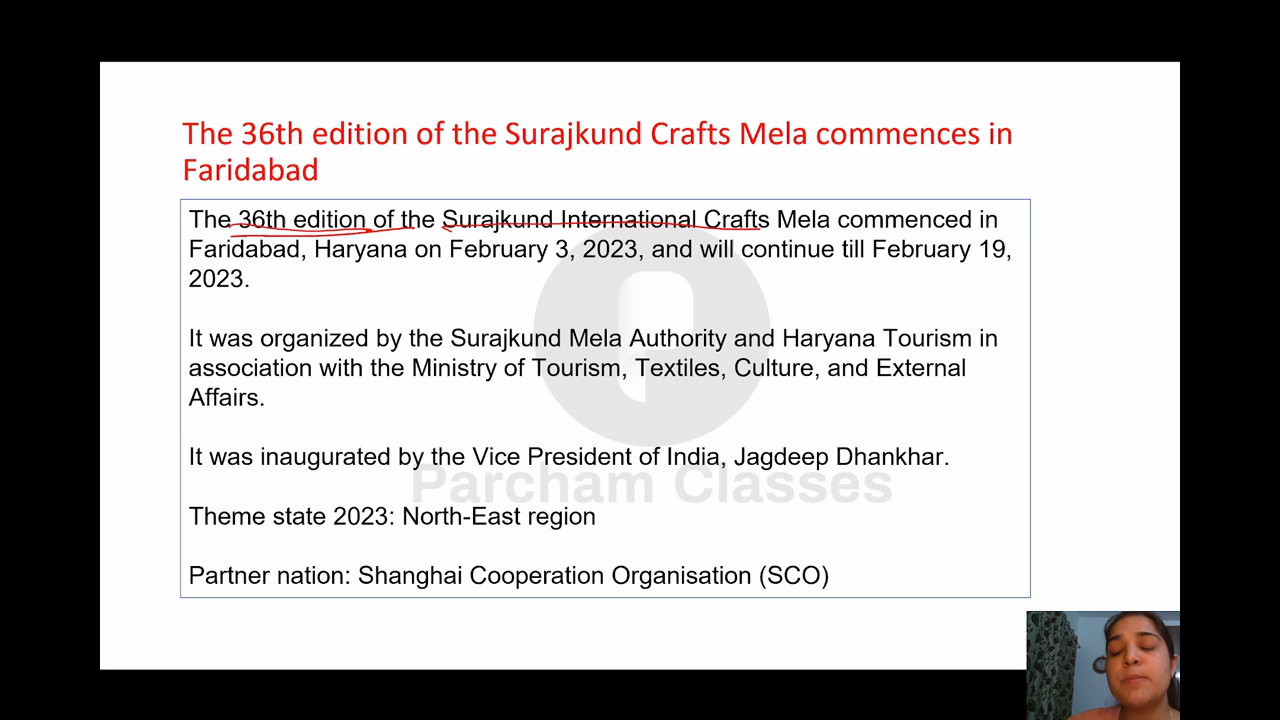 The 36th edition of the Surajkund Crafts Mela commences in
Faridabad
The 36th edition of the Surajkund International Crafts Mela commenced in
Faridabad, Haryana on February 3, 2023, and will continue till February 19,
2023.
It was organized by the Surajkund Mela Authority and Haryana Tourism in
association with the Ministry of Tourism, Textiles, Culture, and External
Affairs.
It was inaugurated by the Vice President of India, Jagdeep Dhankhar.
Parcham Classes
Theme state 2023: North-East region
Partner nation: Shanghai Cooperation Organisation (SCO)